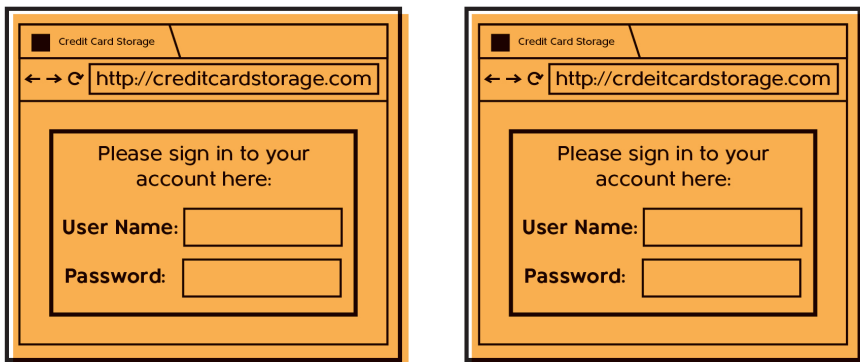 Credit Card Storage
http://creditcardstorage.com
Please sign in to your
account here:
User Name:
Password:
Credit Card Storage
http://crdeitcardstorage.com
Please sign in to your
account here:
User Name:
Password: